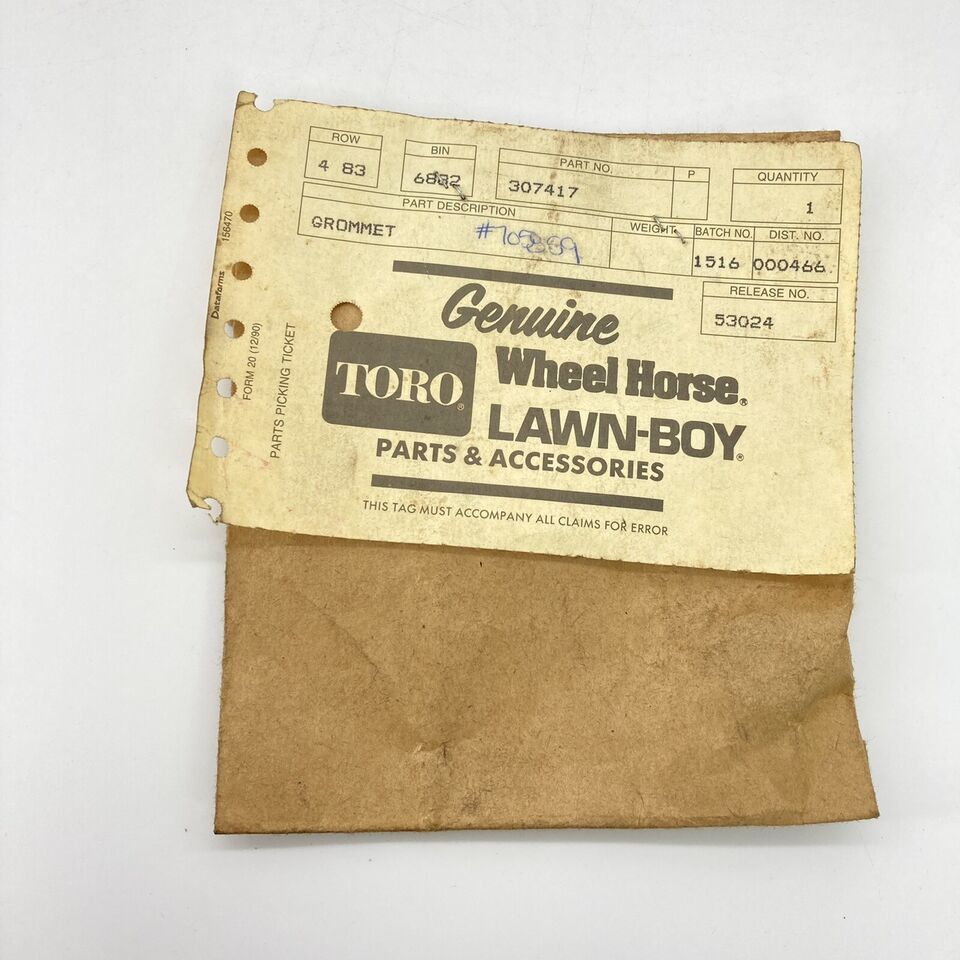 ROW BIN PART NO. P QUANTITY
4 83 6832 307417 1
PART DESCRIPTION WEIGHT BATCH NO. DIST. NO.
GROMMET 1516 000466
RELEASE NO.
53024
Genuine
TORO® Wheel Horse®
LAWN-BOY®
PARTS & ACCESSORIES
THIS TAG MUST ACCOMPANY ALL CLAIMS FOR ERROR
156470
Dataforms
FORM 20 (12/90)
PARTS PICKING TICKET